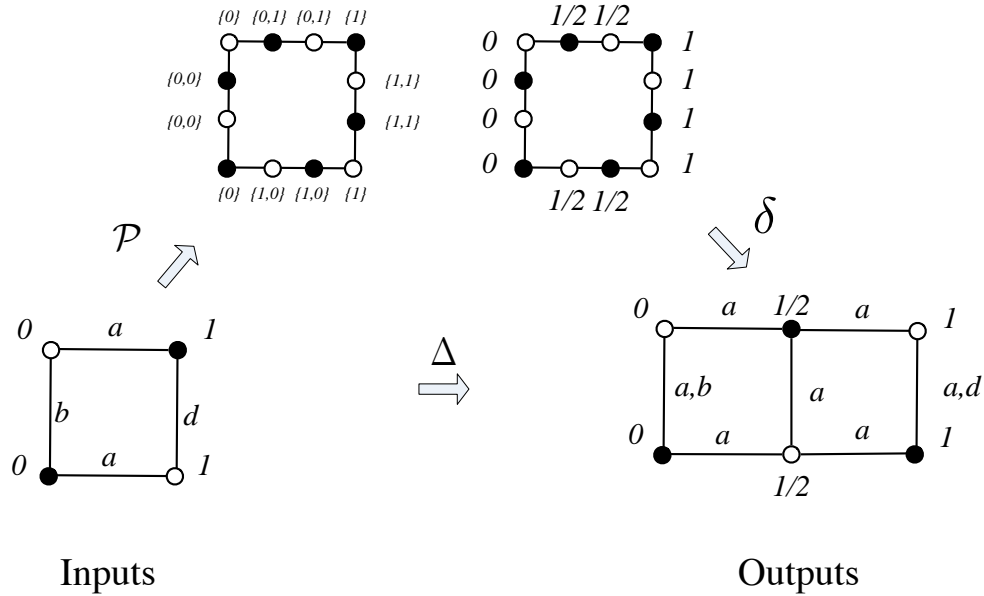 {0} {0,1} {0,1} {1}
1/2 1/2
0 1
{0,0} {1,1}
0 1
{0,0} {1,1}
0 1
0 1
{0} {1,0} {1,0} {1}
1/2 1/2
𝒫
δ
0 a 1
0 a 1/2 a 1
Δ
b d
a,b a a,d
0 a 1
0 a a 1
1/2
Inputs
Outputs